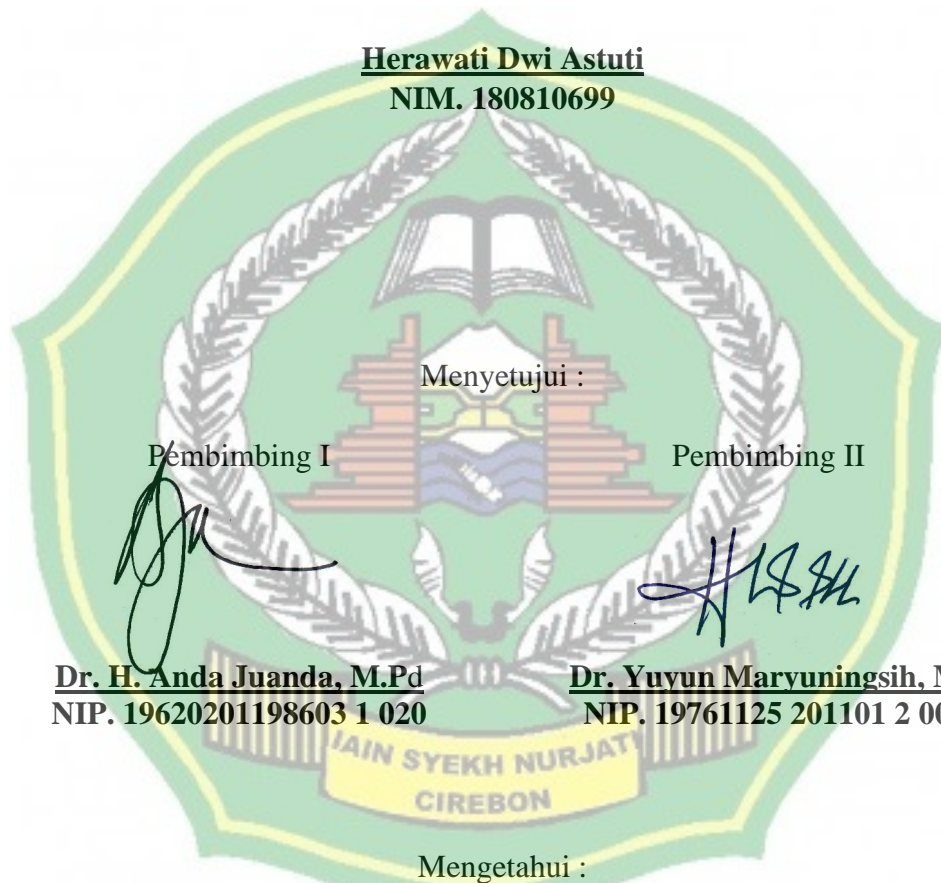 Herawati Dwi Astuti
NIM. 180810699
Menyetujui :
Pembimbing I
Pembimbing II
Dr. H. Anda Juanda, M.Pd
NIP. 19620201198603 1 020
Dr. Yuyun Maryuningsih,
NIP. 19761125 201101 2
IAIN SYEKH NURJATI
CIREBON
Mengetahui :